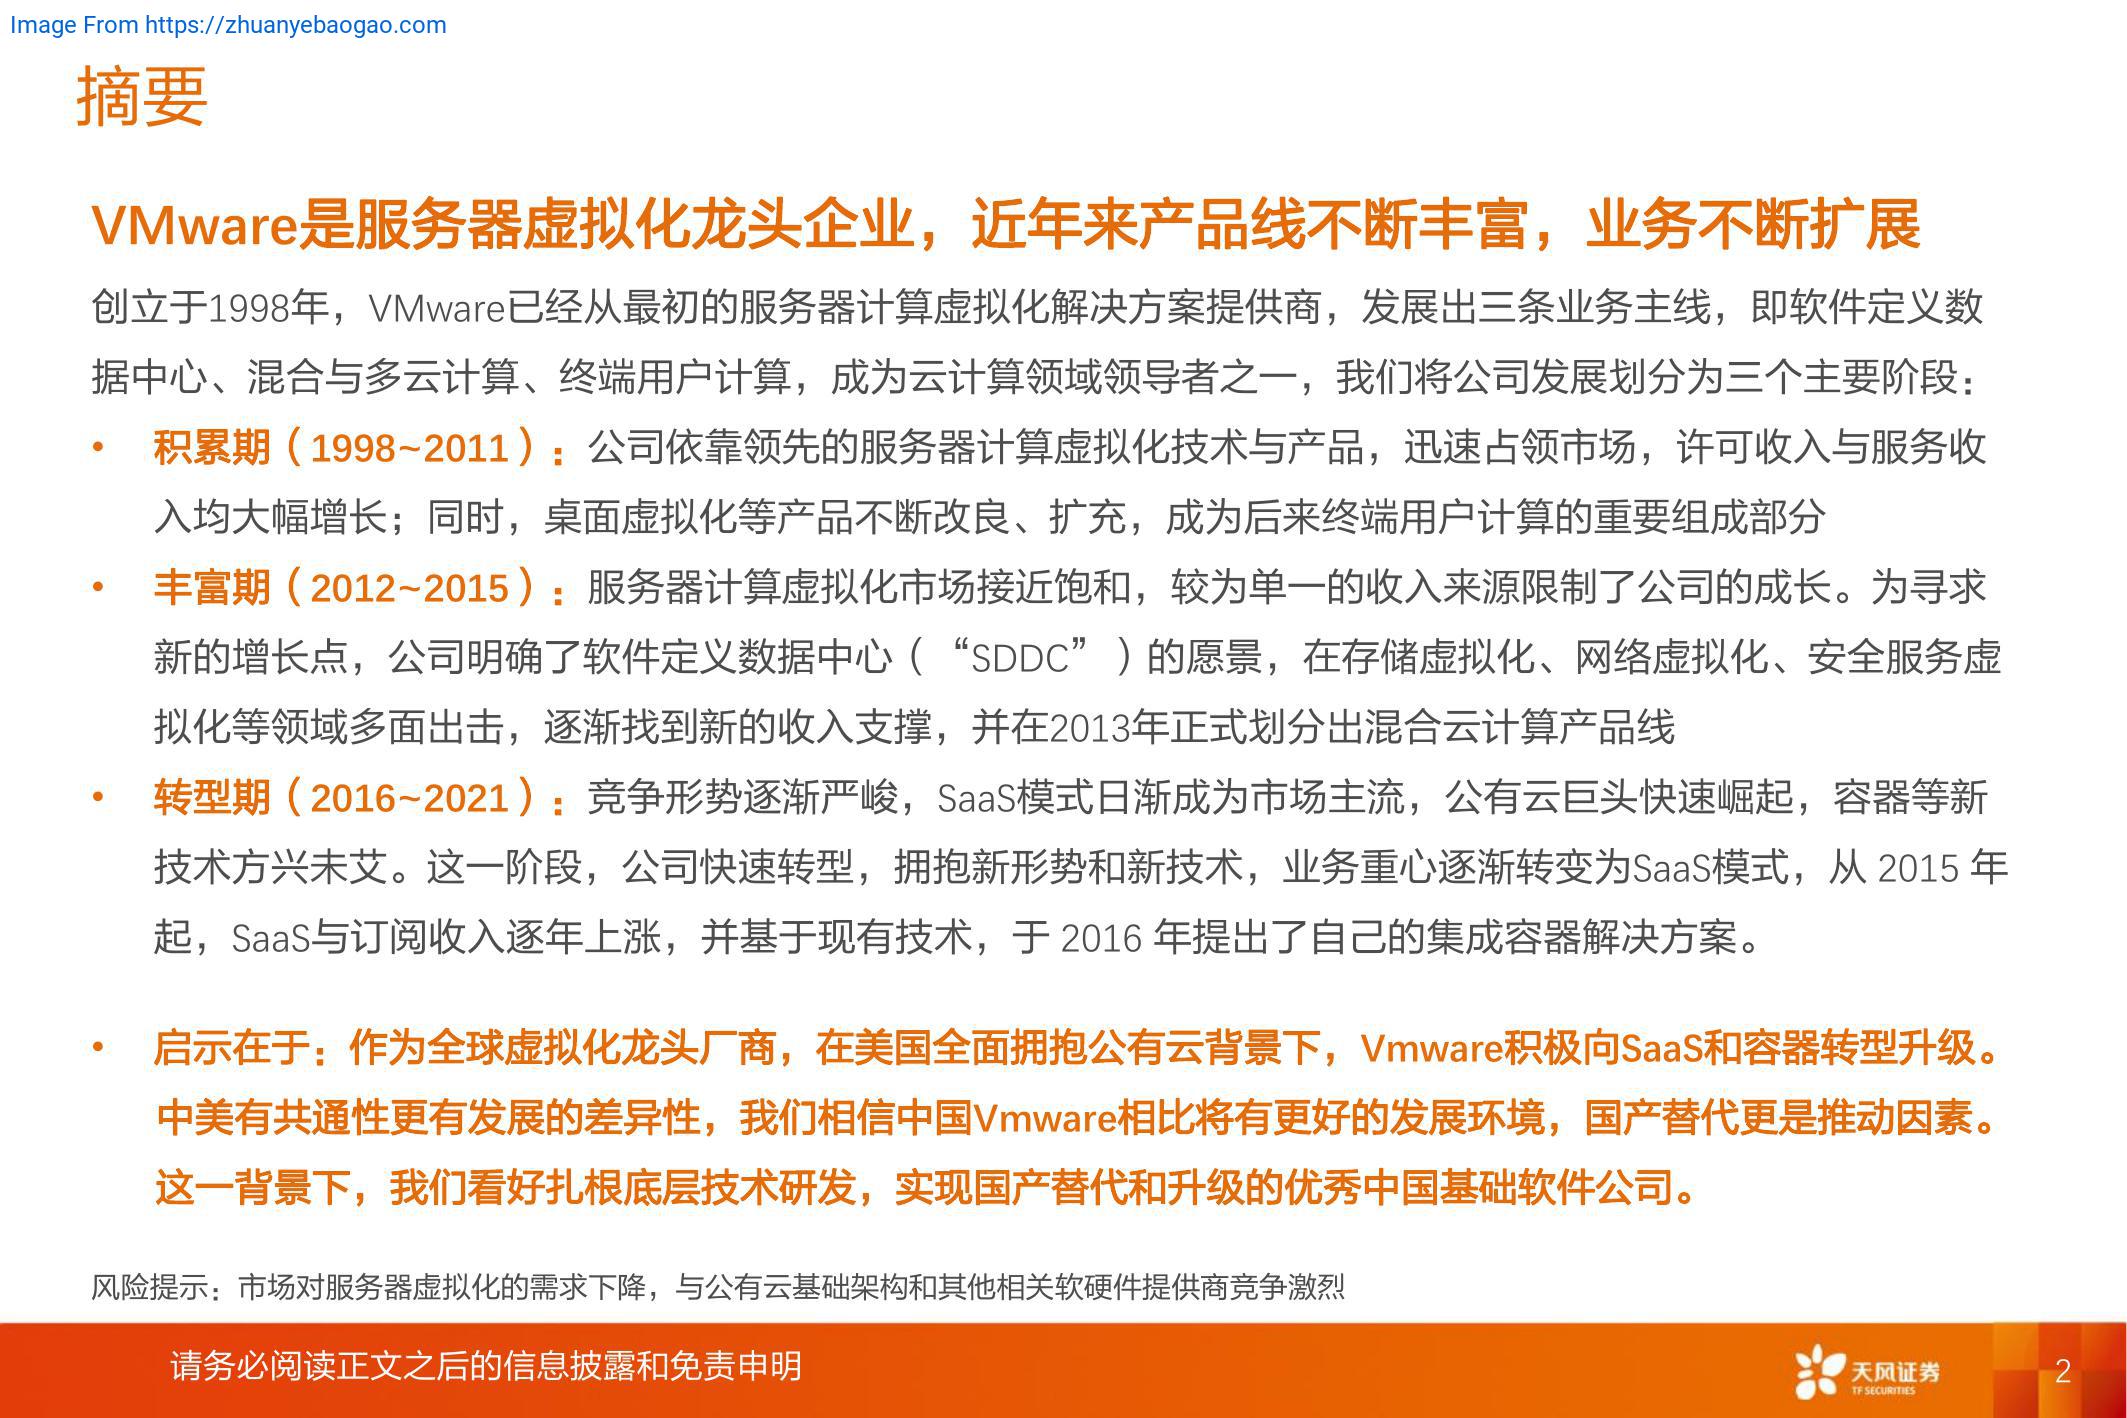 Image From https://zhuanyebaogao.com
摘要
VMware是服务器虚拟化龙头企业，近年来产品线不断丰富，业务不断扩展
创立于1998年，VMware已经从最初的服务器计算虚拟化解决方案提供商，发展出三条业务主线，即软件定义数
据中心、混合与多云计算、终端用户计算，成为云计算领域领导者之一，我们将公司发展划分为三个主要阶段：
• 积累期（1998~2011）：公司依靠领先的服务器计算虚拟化技术与产品，迅速占领市场，许可收入与服务收
入均大幅增长；同时，桌面虚拟化等产品不断改良、扩充，成为后来终端用户计算的重要组成部分
• 丰富期（2012~2015）：服务器计算虚拟化市场接近饱和，较为单一的收入来源限制了公司的成长。为寻求
新的增长点，公司明确了软件定义数据中心（“SDDC”）的愿景，在存储虚拟化、网络虚拟化、安全服务虚
拟化等领域多面出击，逐渐找到新的收入支撑，并在2013年正式划分出混合云计算产品线
• 转型期（2016~2021）：竞争形势逐渐严峻，SaaS模式日渐成为市场主流，公有云巨头快速崛起，容器等新
技术方兴未艾。这一阶段，公司快速转型，拥抱新形势和新技术，业务重心逐渐转变为SaaS模式，从 2015 年
起，SaaS与订阅收入逐年上涨，并基于现有技术，于 2016 年提出了自己的集成容器解决方案。
• 启示在于：作为全球虚拟化龙头厂商，在美国全面拥抱公有云背景下，Vmware积极向SaaS和容器转型升级。
中美有共通性更有发展的差异性，我们相信中国Vmware相比将有更好的发展环境，国产替代更是推动因素。
这一背景下，我们看好扎根底层技术研发，实现国产替代和升级的优秀中国基础软件公司。
风险提示：市场对服务器虚拟化的需求下降，与公有云基础架构和其他相关软硬件提供商竞争激烈
请务必阅读正文之后的信息披露和免责申明
天风证券
TF SECURITIES
2